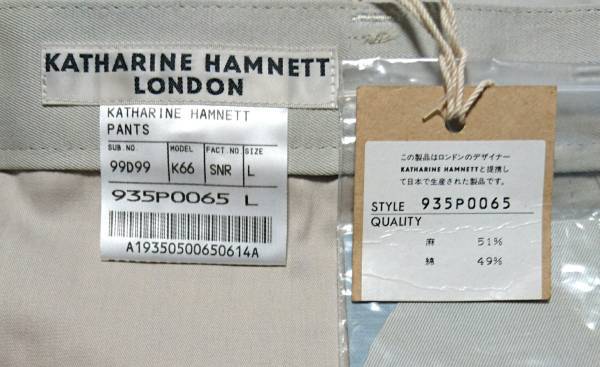 KATHARINE HAMNETT
LONDON
KATHARINE HAMNETT
PANTS
SUB.NO. MODEL FACT.NO SIZE
99D99 K66 SNR L
935P0065 L
A19350500650614A
この製品はロンドンのデザイナー
KATHARINE HAMNETTと提携し
て日本で生産された製品です。
STYLE 935P0065
QUALITY
麻 51%
綿 49%